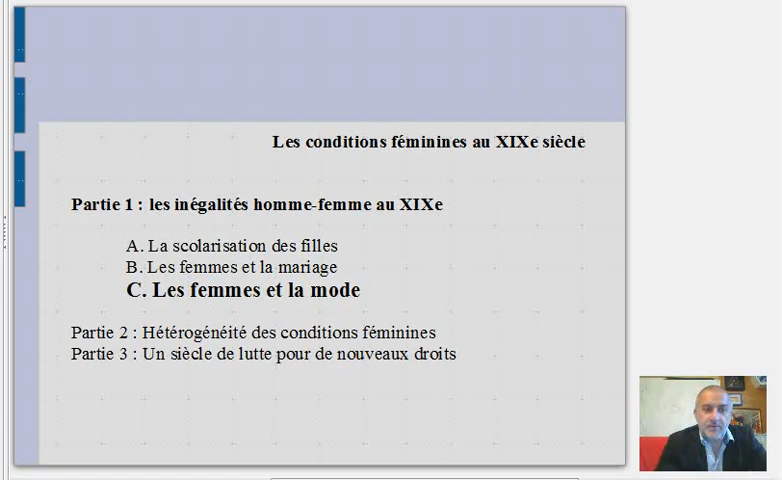 Les conditions féminines au XIXe siècle
Partie 1 : les inégalités homme-femme au XIXe
A. La scolarisation des filles
B. Les femmes et la mariage
C. Les femmes et la mode
Partie 2 : Hétérogénéité des conditions féminines
Partie 3 : Un siècle de lutte pour de nouveaux droits